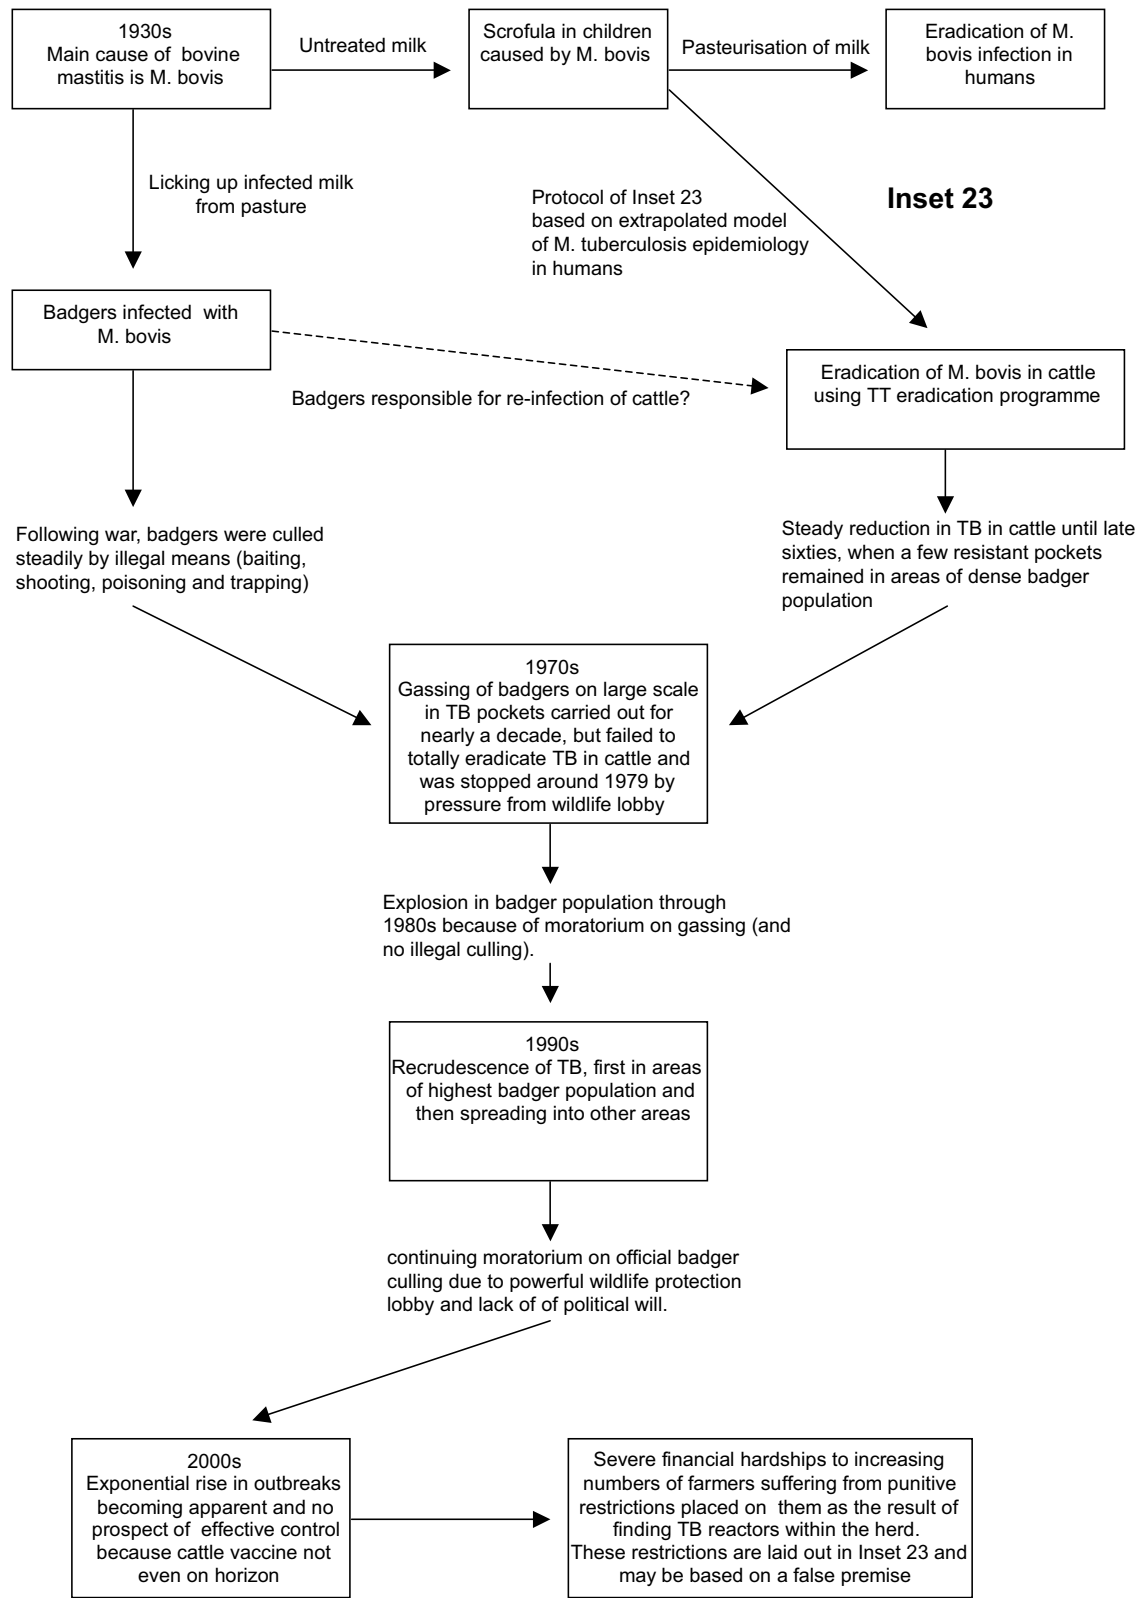 1930s
Main cause of bovine
mastitis is M. bovis
Untreated milk
Scrofula in children
caused by M. bovis
Pasteurisation of milk
Eradication of M.
bovis infection in
humans
Licking up infected milk
from pasture
Protocol of Inset 23
based on extrapolated model
of M. tuberculosis epidemiology
in humans
Inset 23
Badgers infected with
M. bovis
Badgers responsible for re-infection of cattle?
Eradication of M. bovis in cattle
using TT eradication programme
Following war, badgers were culled
steadily by illegal means (baiting,
shooting, poisoning and trapping)
Steady reduction in TB in cattle until late
sixties, when a few resistant pockets
remained in areas of dense badger
population
1970s
Gassing of badgers on large scale
in TB pockets carried out for
nearly a decade, but failed to
totally eradicate TB in cattle and
was stopped around 1979 by
pressure from wildlife lobby
Explosion in badger population through
1980s because of moratorium on gassing (and
no illegal culling).
1990s
Recrudescence of TB, first in areas
of highest badger population and
then spreading into other areas
continuing moratorium on official badger
culling due to powerful wildlife protection
lobby and lack of of political will.
2000s
Exponential rise in outbreaks
becoming apparent and no
prospect of effective control
because cattle vaccine not
even on horizon
Severe financial hardships to increasing
numbers of farmers suffering from punitive
restrictions placed on them as the result of
finding TB reactors within the herd.
These restrictions are laid out in Inset 23 and
may be based on a false premise